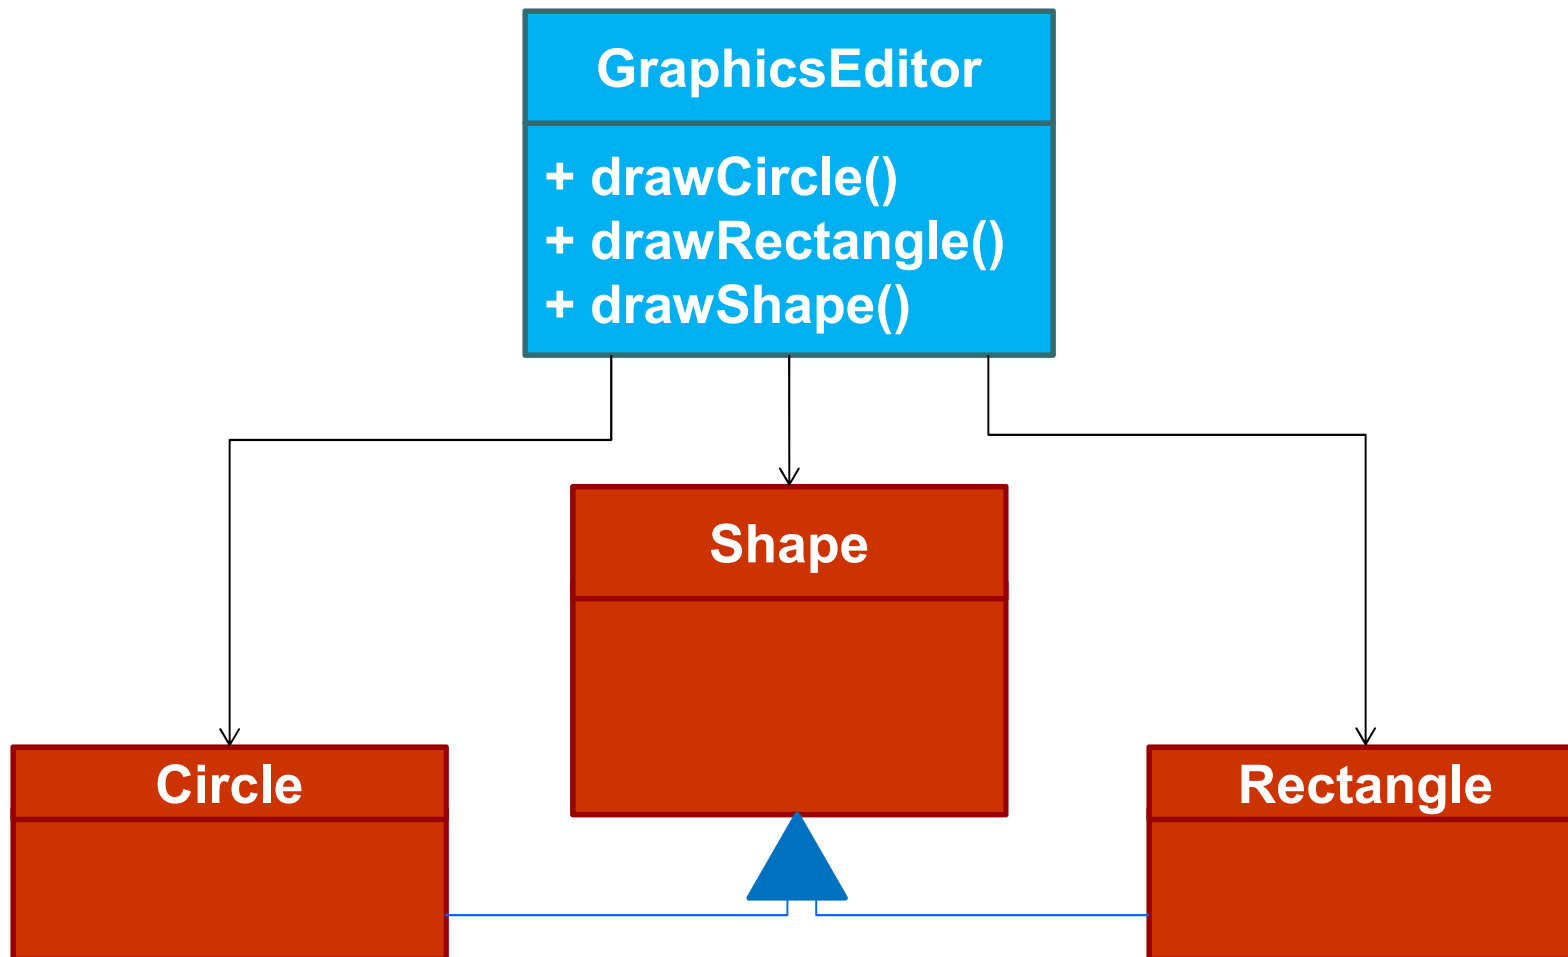 GraphicsEditor
+ drawCircle()
+ drawRectangle()
+ drawShape()
Shape
Circle
Rectangle